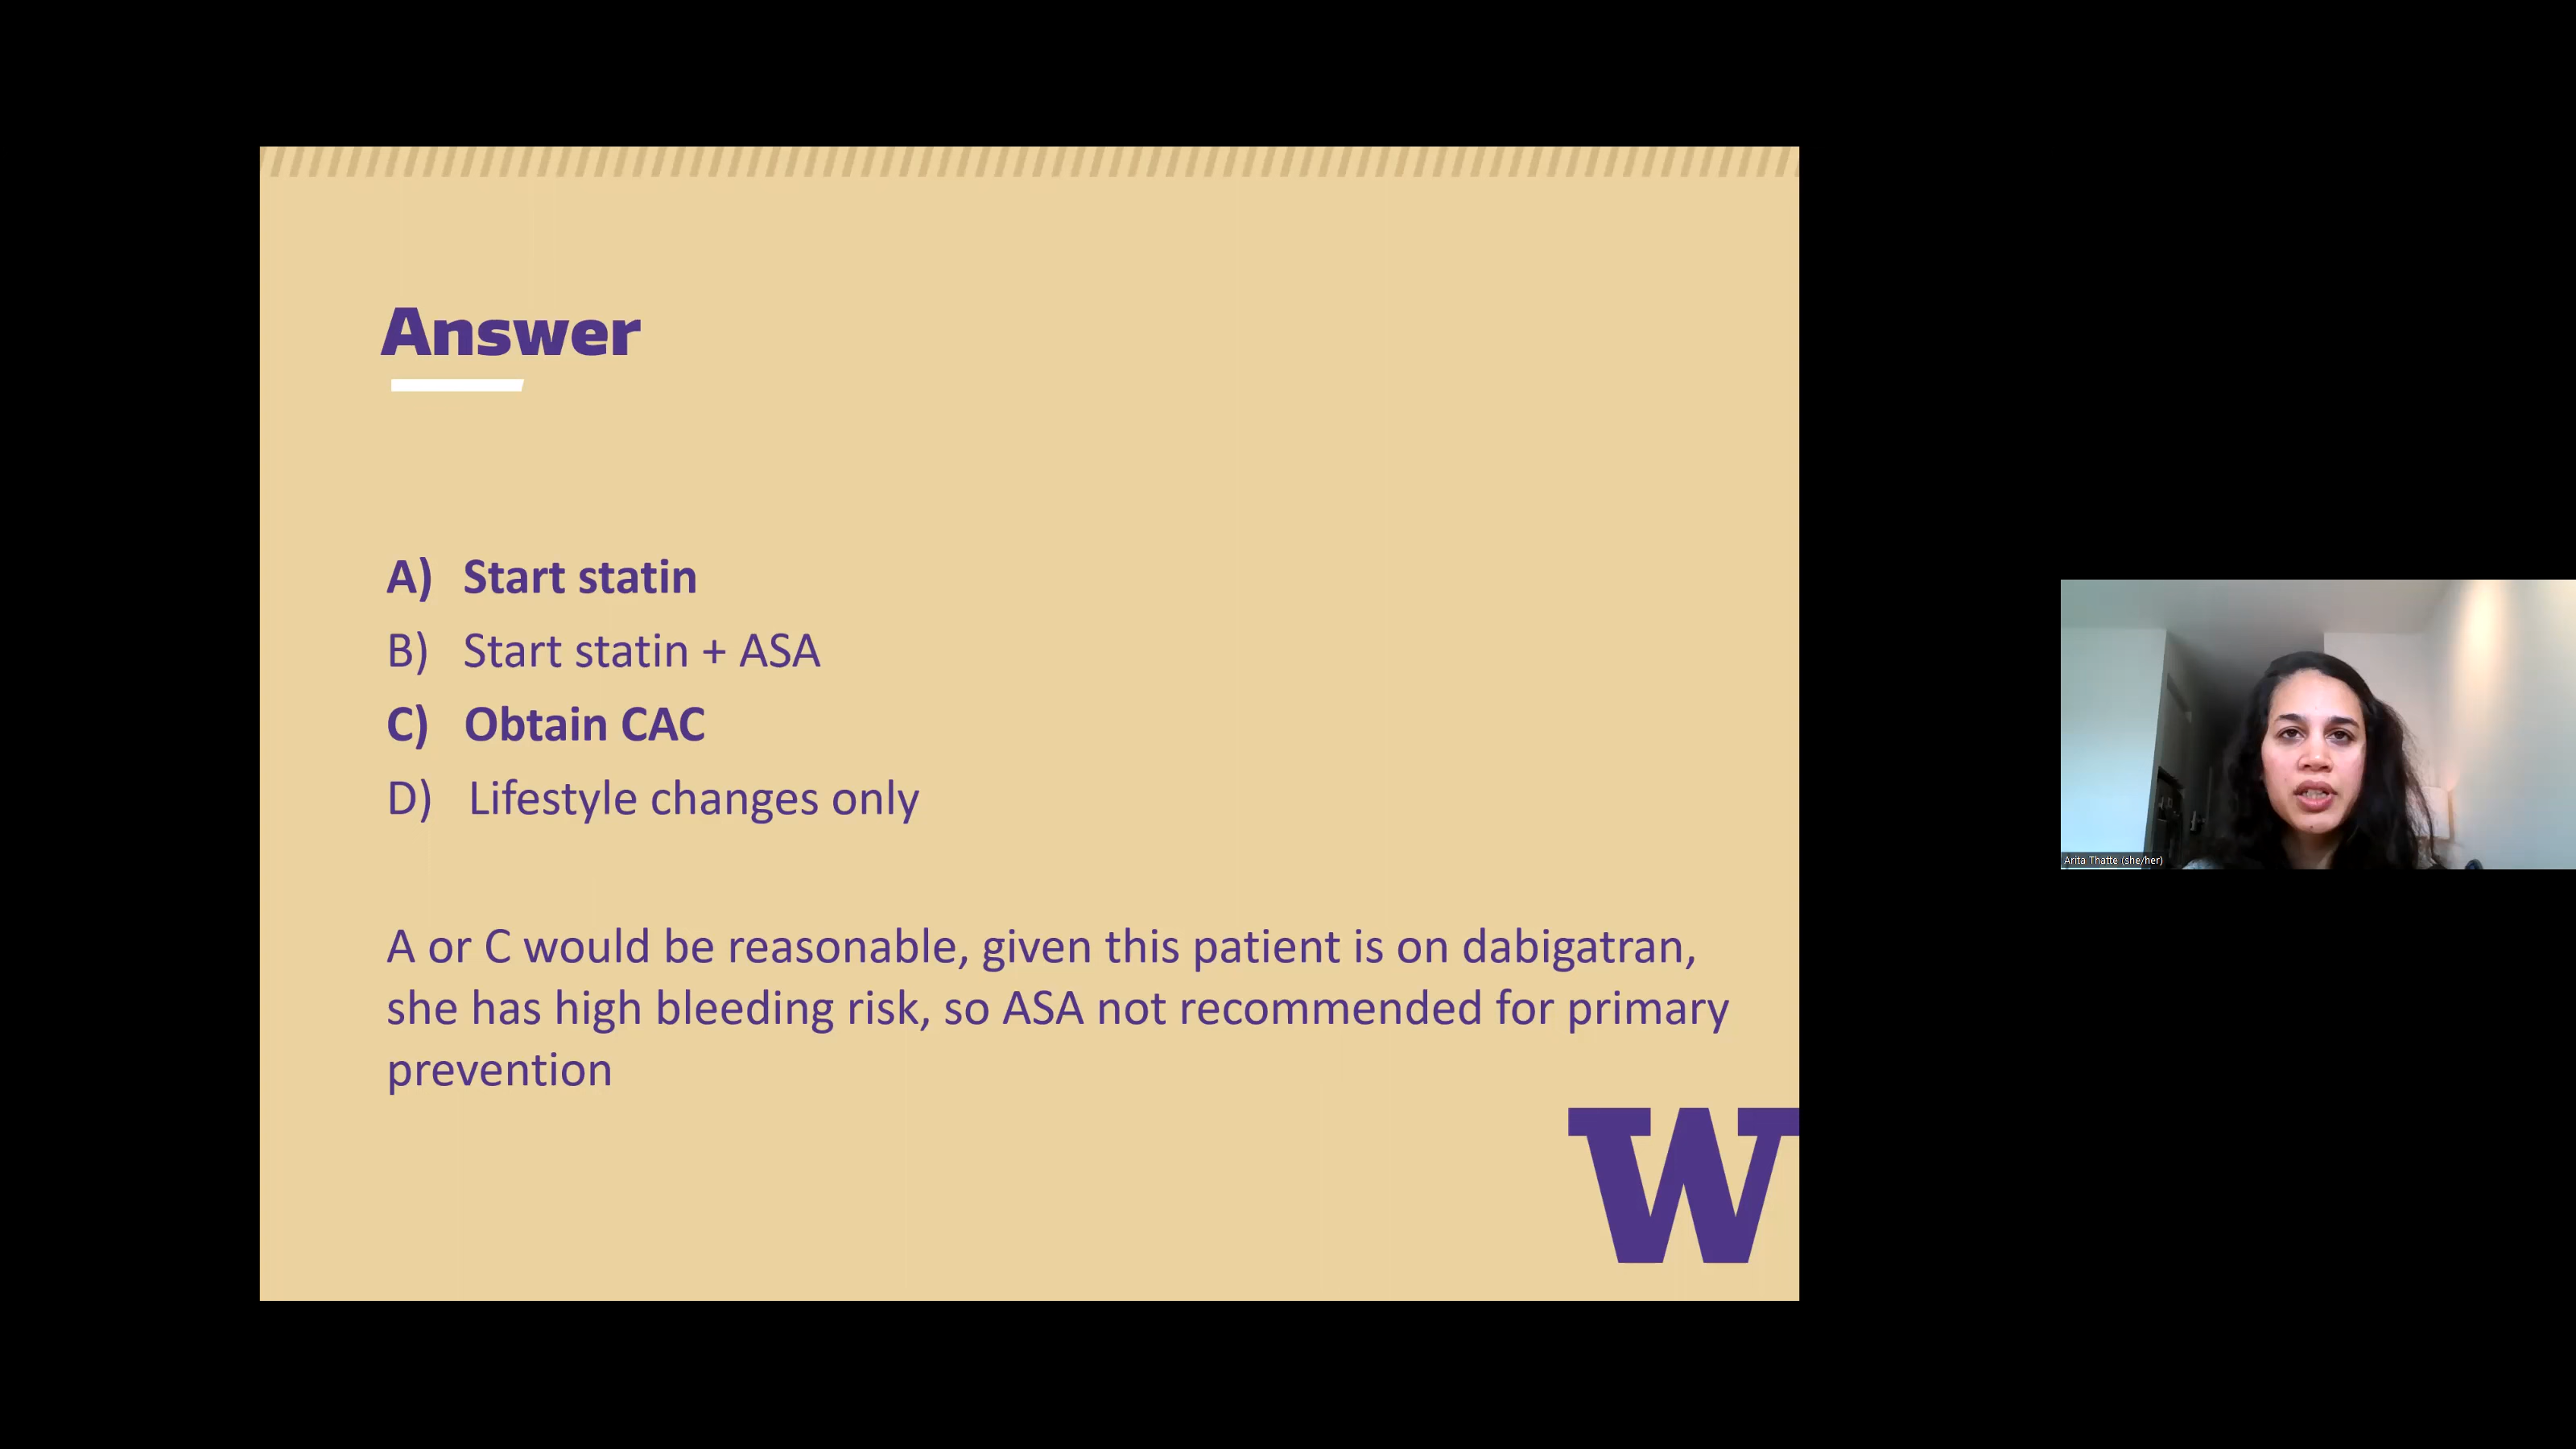 Answer
A) Start statin
B) Start statin + ASA
C) Obtain CAC
D) Lifestyle changes only
A or C would be reasonable, given this patient is on dabigatran,
she has high bleeding risk, so ASA not recommended for primary
prevention
W
Arita Thatte (she/her)